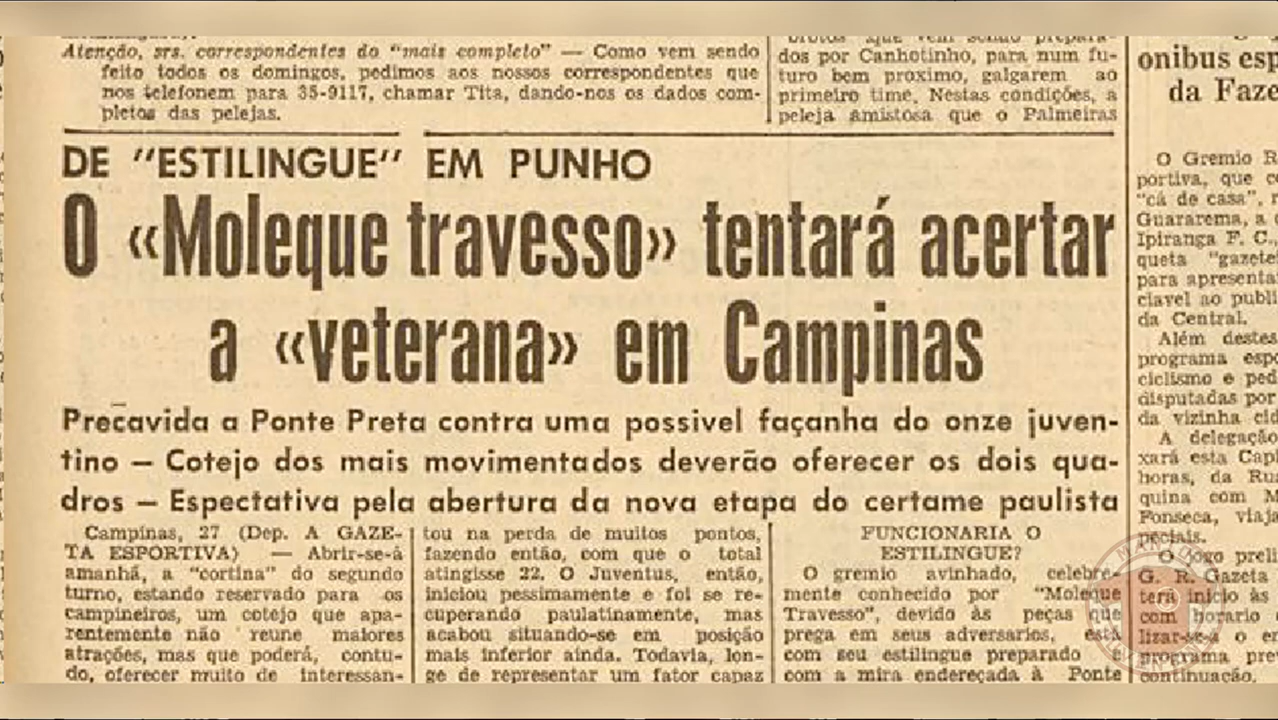 Atenção, srs. correspondentes do "mais completo" — Como vem sendo
feito todos os domingos, pedimos aos nossos correspondentes que
nos telefonem para 35-9117, chamar Tita, dando-nos os dados com-
pletos das pelejas.
dos por Canhotinho, para num fu-
turo bem proximo, galgarem ao
primeiro time. Nestas condições, a
peleja amistosa que o Palmeiras
DE "ESTILINGUE" EM PUNHO
O «Moleque travesso» tentará acertar
a «veterana» em Campinas
Precavida a Ponte Preta contra uma possivel façanha do onze juven-
tino — Cotejo dos mais movimentados deverão oferecer os dois qua-
dros — Espectativa pela abertura da nova etapa do certame paulista
Campinas, 27 (Dep. A GAZE-
TA ESPORTIVA) — Abrir-se-á
amanhã, a "cortina" do segundo
turno, estando reservado para os
campineiros, um cotejo que apa-
rentemente não reune maiores
atrações, mas que poderá, contu-
do, oferecer muito de interessan-
tou na perda de muitos pontos,
fazendo então, com que o total
atingisse 22. O Juventus, então,
iniciou pessimamente e foi se re-
cuperando paulatinamente, mas
acabou situando-se em posição
mais inferior ainda. Todavia, lon-
ge de representar um fator capaz
FUNCIONARIA O
ESTILINGUE?
O gremio avinhado, celebre-
mente conhecido por "Moleque
Travesso", devido às peças que
prega em seus adversarios, está
com seu estilingue preparado e
com a mira endereçada à Ponte
onibus esp
da Faze
O Gremio R
portiva, que c
"cá de casa",
Guararema, a
Ipiranga F. C.,
queta "gazete
para apresenta
clavel ao publi
da Central.
Além destes
programa espo
ciclismo e ped
disputadas por
da vizinha cid
A delegação
xará esta Capi
horas, da Rua
quina com M
Fonseca, viaja
peciais.
O jogo preli
G. R. Gazeta
terá inicio às
com horario
lizar-se-á o en
programa prev
continuação.